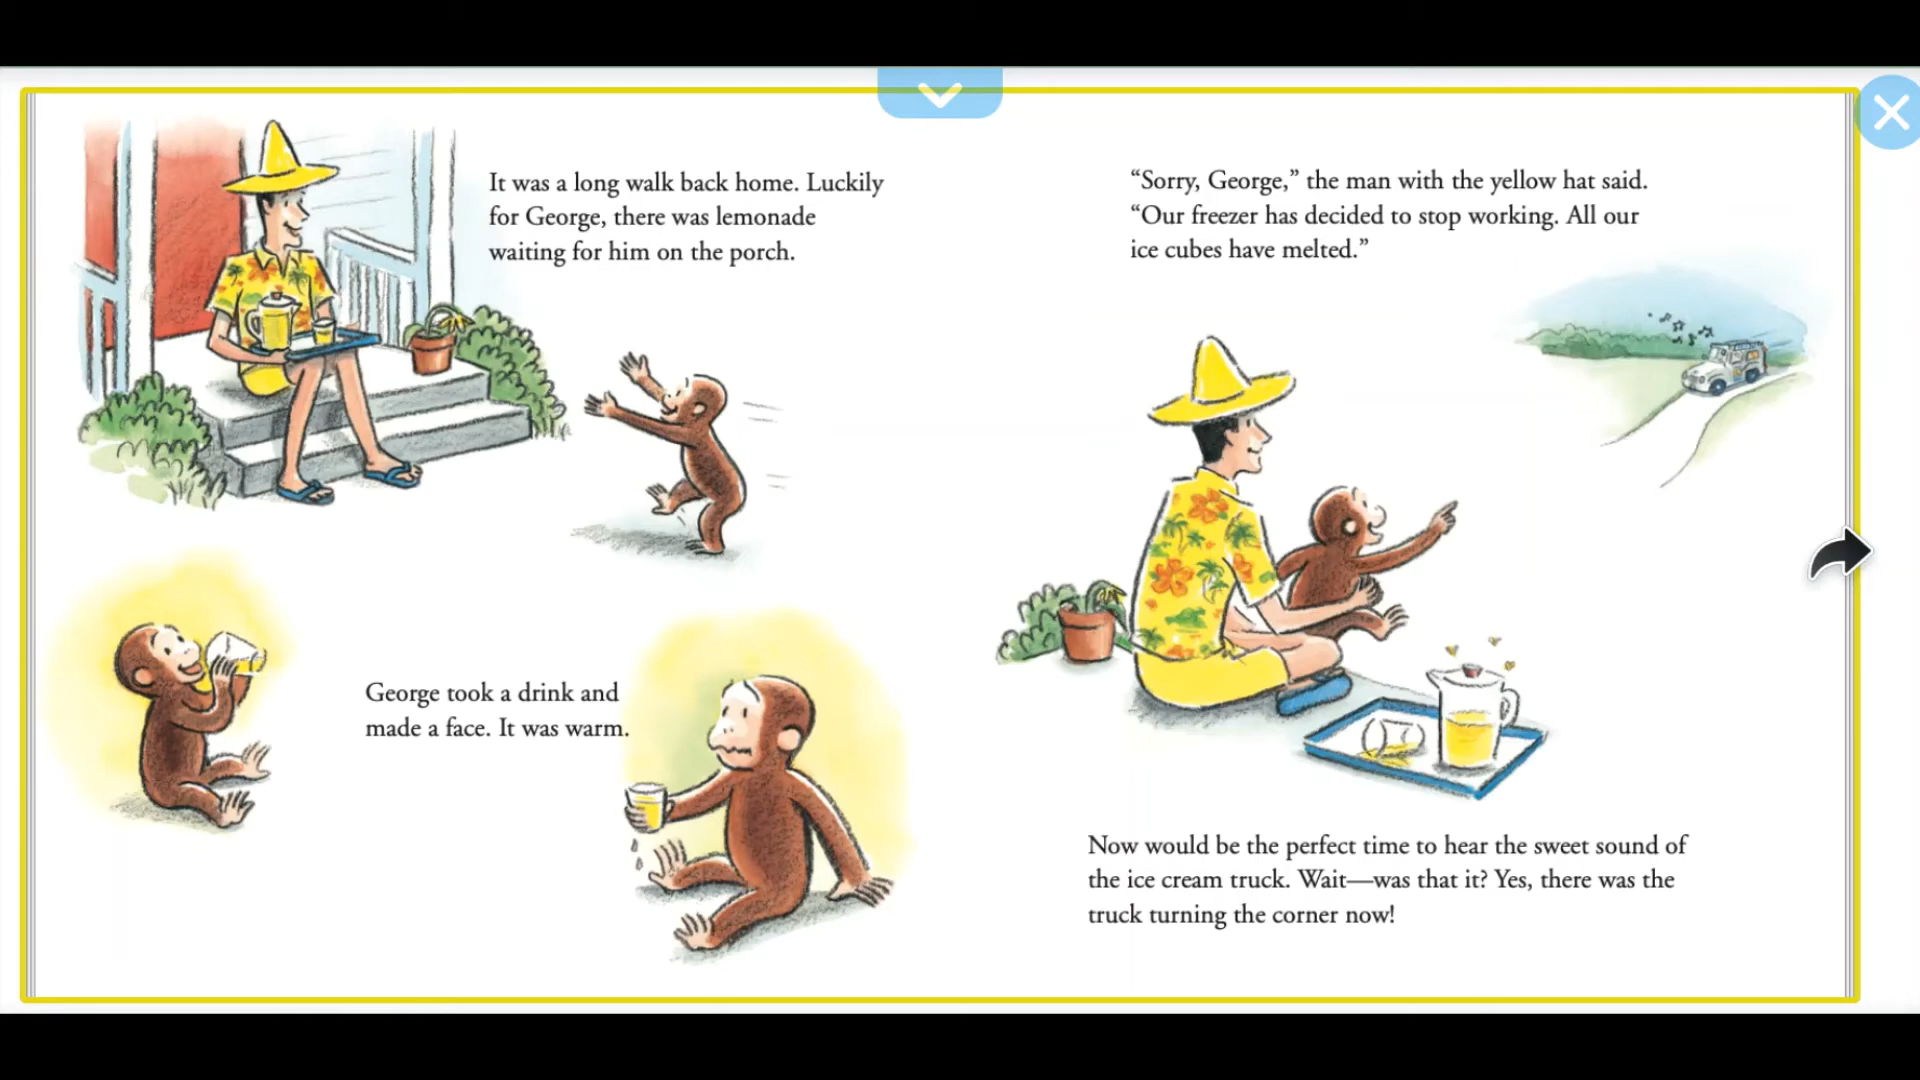 It was a long walk back home. Luckily
for George, there was lemonade
waiting for him on the porch.
George took a drink and
made a face. It was warm.
“Sorry, George,” the man with the yellow hat said.
“Our freezer has decided to stop working. All our
ice cubes have melted.”
Now would be the perfect time to hear the sweet sound of
the ice cream truck. Wait—was that it? Yes, there was the
truck turning the corner now!